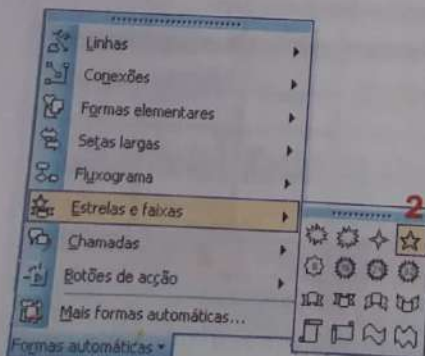 Linhas
Conexões
Formas elementares
Setas largas
Fluxograma
Estrelas e faixas
2
Chamadas
Botões de acção
Mais formas automáticas...
Formas automáticas